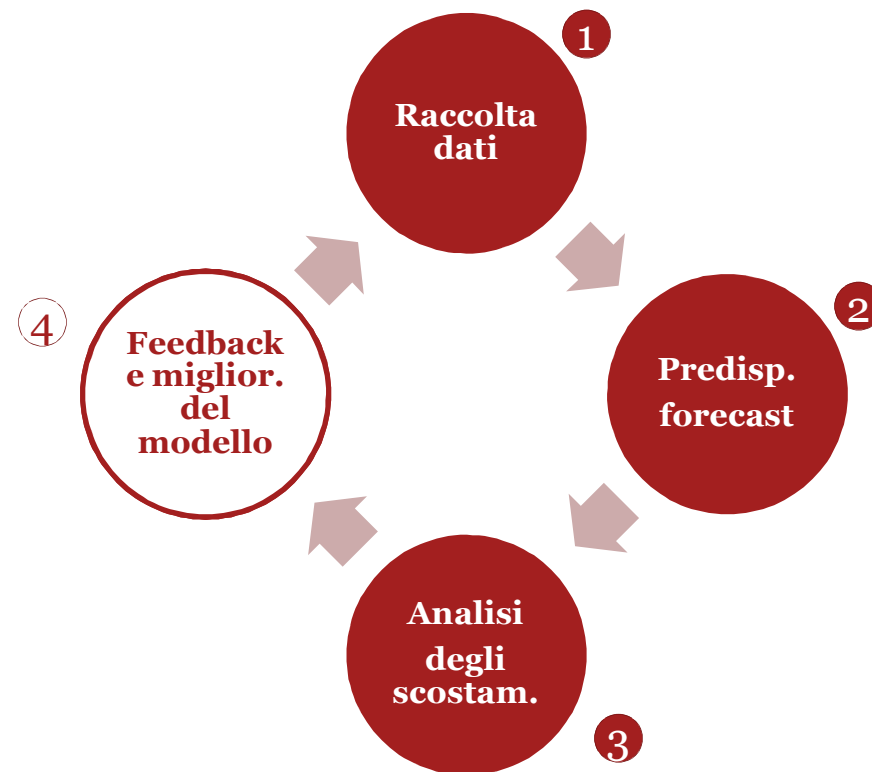 1
Raccolta
dati
2
Predisp.
forecast
3
Analisi
degli
scostam.
4
Feedback
e miglior.
del
modello